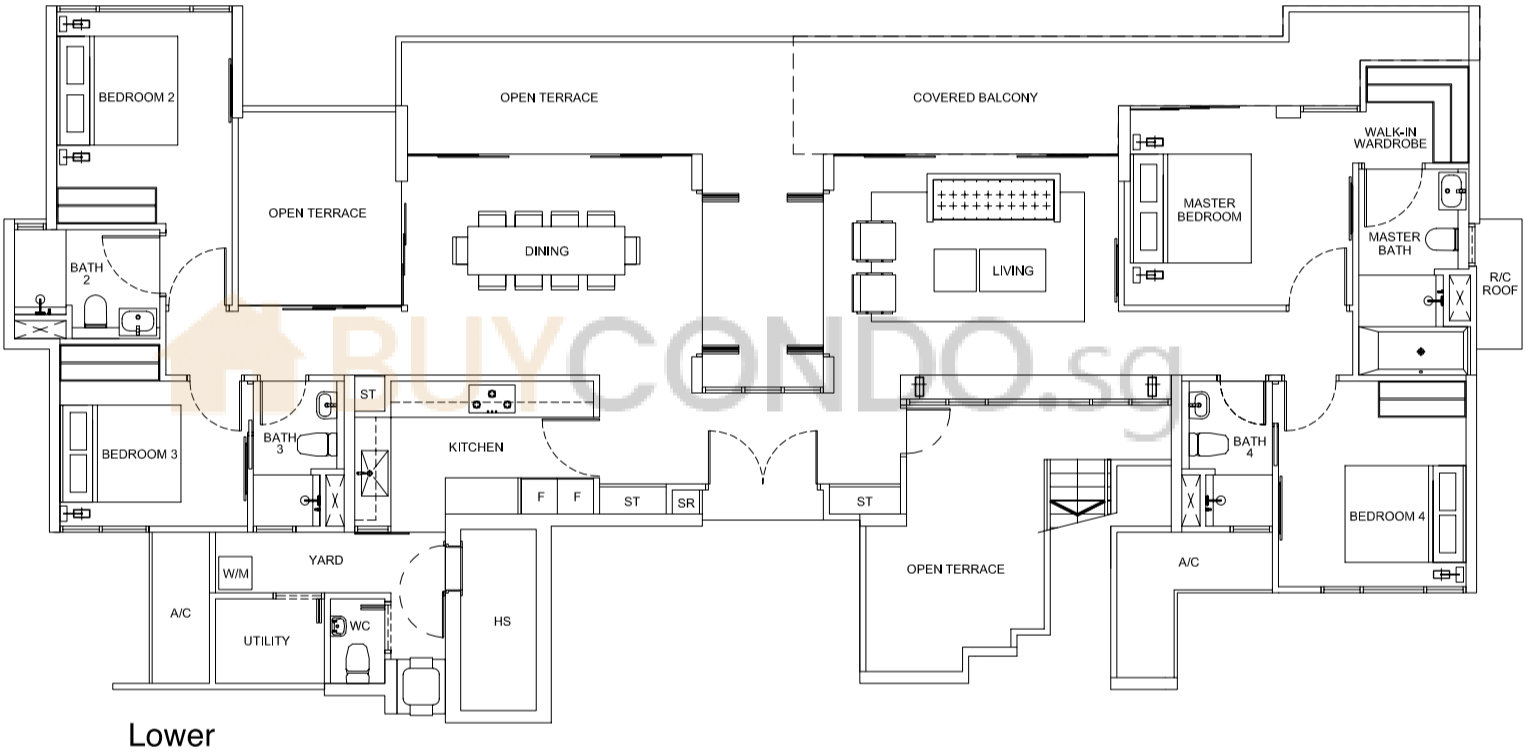 BEDROOM 2
OPEN TERRACE
COVERED BALCONY
WALK-IN
WARDROBE
OPEN TERRACE
MASTER
BEDROOM
DINING
LIVING
MASTER
BATH
BATH
2
R/C
ROOF
BUYCONDO.sg
ST
KITCHEN
BATH
3
BEDROOM 3
BATH
4
F
F
ST
SR
ST
BEDROOM 4
YARD
W/M
A/C
OPEN TERRACE
A/C
UTILITY
WC
HS
Lower